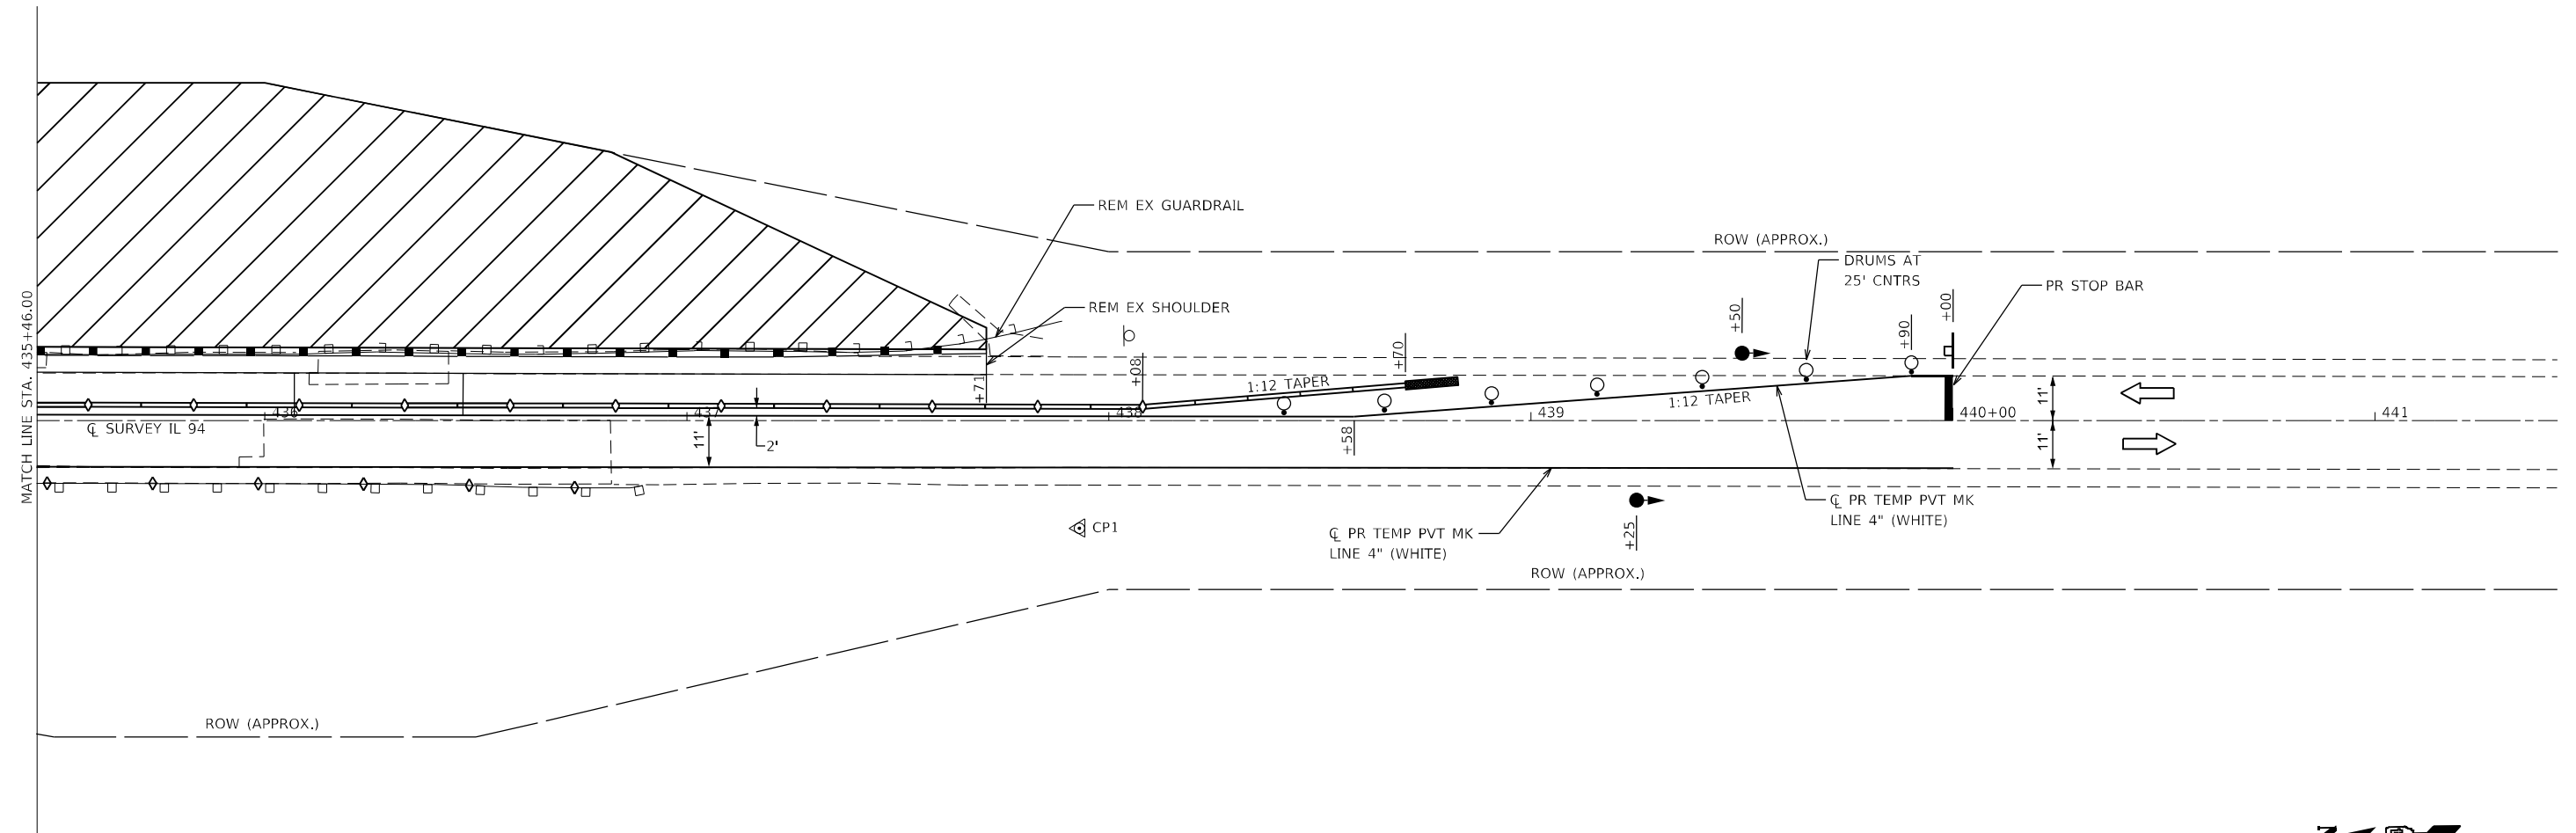 REM EX GUARDRAIL
ROW (APPROX.)
DRUMS AT
25' CNTRS
PR STOP BAR
REM EX SHOULDER
MATCH LINE STA. 435+46.00
+71
+08
+70
+50
+90
+00
1:12 TAPER
1:12 TAPER
436
437
438
439
440+00
441
℄ SURVEY IL 94
11'
2'
+58
11'
11'
+25
CP1
℄ PR TEMP PVT MK
LINE 4" (WHITE)
℄ PR TEMP PVT MK
LINE 4" (WHITE)
ROW (APPROX.)
ROW (APPROX.)